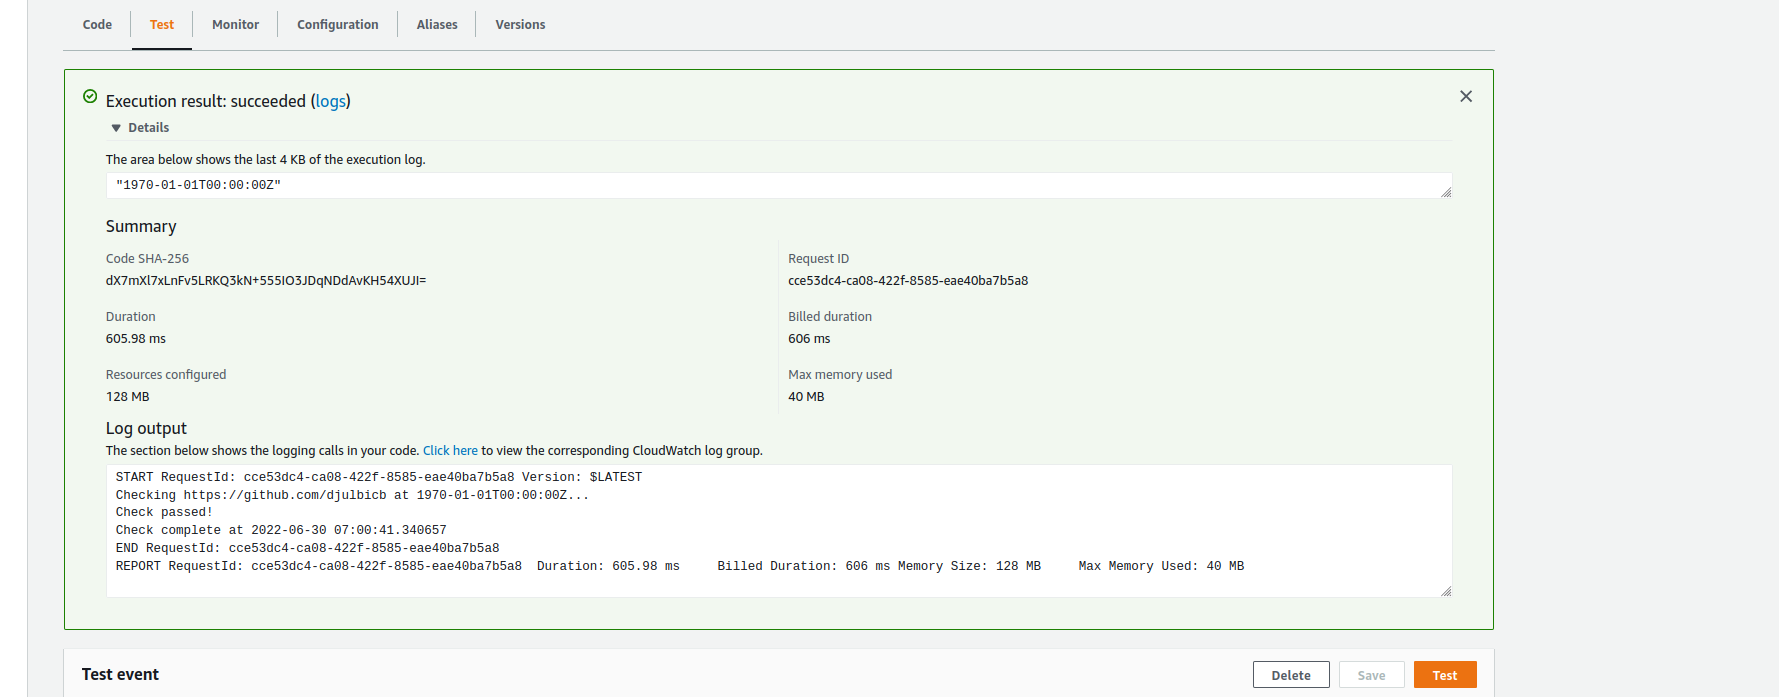 Code Test Monitor Configuration Aliases Versions
Execution result: succeeded (logs)
Details
The area below shows the last 4 KB of the execution log.
"1970-01-01T00:00:00Z"
Summary
Code SHA-256
dX7mXl7xLnFv5LRKQ3kN+555IO3JDqNDdAvKH54XUJI=
Request ID
cce53dc4-ca08-422f-8585-eae40ba7b5a8
Duration
605.98 ms
Billed duration
606 ms
Resources configured
128 MB
Max memory used
40 MB
Log output
The section below shows the logging calls in your code. Click here to view the corresponding CloudWatch log group.
START RequestId: cce53dc4-ca08-422f-8585-eae40ba7b5a8 Version: $LATEST
Checking https://github.com/djulbicb at 1970-01-01T00:00:00Z...
Check passed!
Check complete at 2022-06-30 07:00:41.340657
END RequestId: cce53dc4-ca08-422f-8585-eae40ba7b5a8
REPORT RequestId: cce53dc4-ca08-422f-8585-eae40ba7b5a8 Duration: 605.98 ms Billed Duration: 606 ms Memory Size: 128 MB Max Memory Used: 40 MB
Test event
Delete Save Test